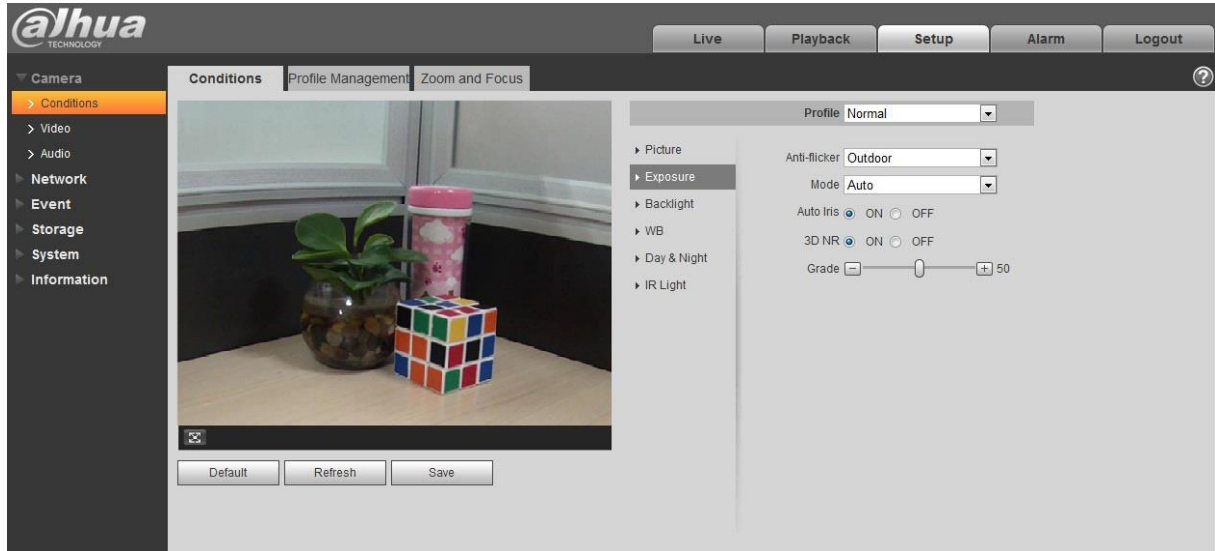 alhua
TECHNOLOGY
Live Playback Setup Alarm Logout
Camera
Conditions
Video
Audio
Network
Event
Storage
System
Information
Conditions Profile Management Zoom and Focus
Default Refresh Save
Picture
Exposure
Backlight
WB
Day & Night
IR Light
Profile Normal
Anti-flicker Outdoor
Mode Auto
Auto Iris ON OFF
3D NR ON OFF
Grade 50